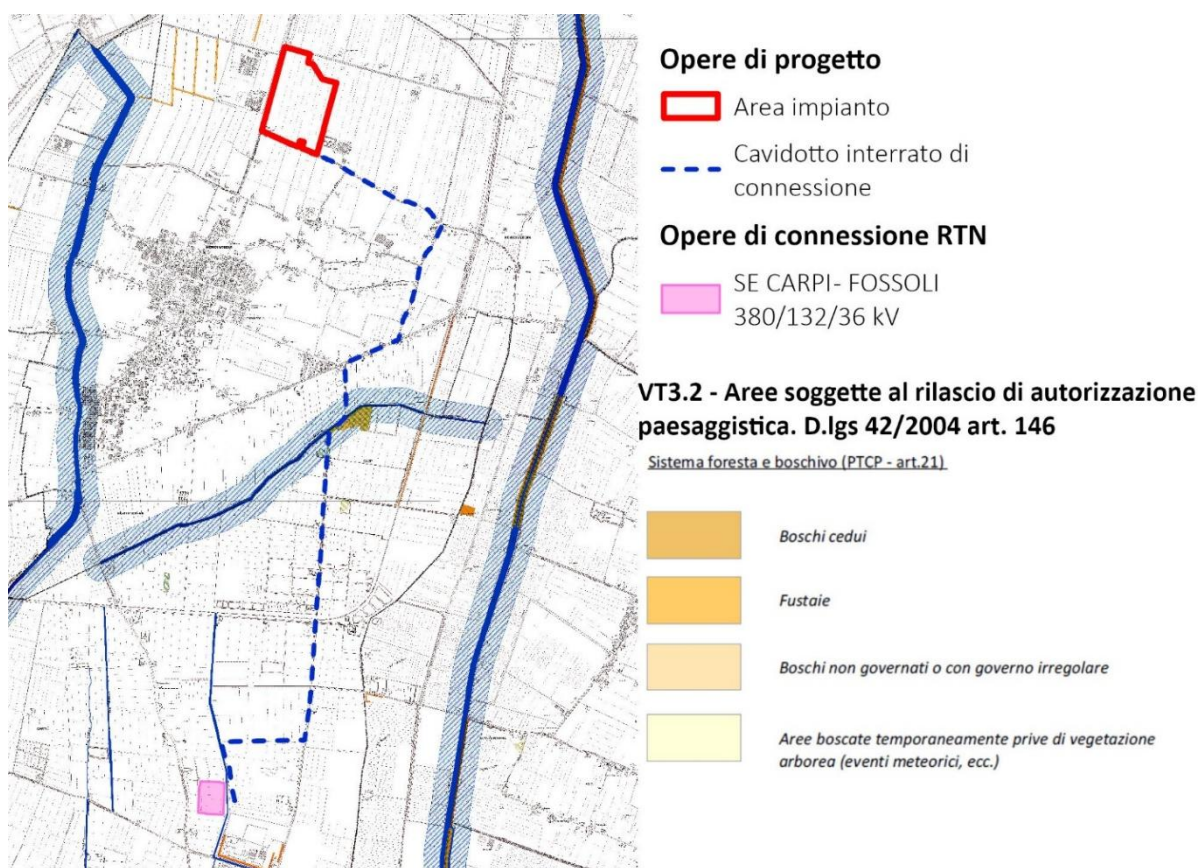 Opere di progetto
Area impianto
Cavidotto interrato di
connessione
Opere di connessione RTN
SE CARPI- FOSSOLI
380/132/36 kV
VT3.2 - Aree soggette al rilascio di autorizzazione
paesaggistica. D.lgs 42/2004 art. 146
Sistema foresta e boschivo (PTCP - art.21)
Boschi cedui
Fustaie
Boschi non governati o con governo irregolare
Aree boscate temporaneamente prive di vegetazione
arborea (eventi meteorici, ecc.)